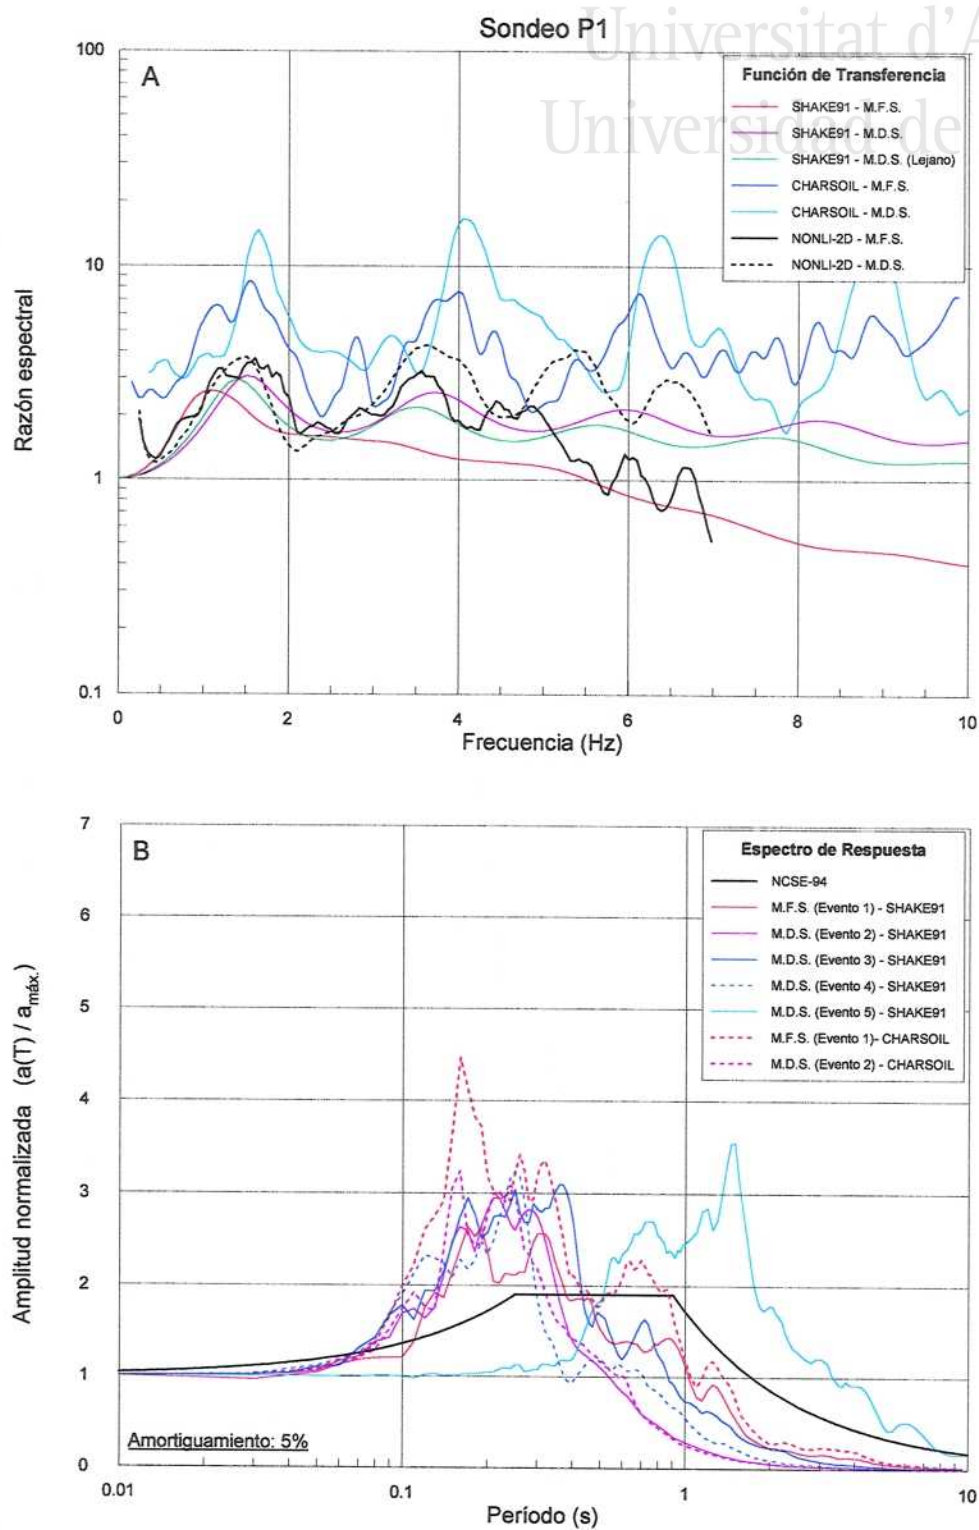 Universitat d'A
Universidad de
Sondeo P1
A
Función de Transferencia
SHAKE91 - M.F.S.
SHAKE91 - M.D.S.
SHAKE91 - M.D.S. (Lejano)
CHARSOIL - M.F.S.
CHARSOIL - M.D.S.
NONLI-2D - M.F.S.
NONLI-2D - M.D.S.
Razón espectral
100
10
1
0.1
0 2 4 6 8 10
Frecuencia (Hz)
B
Espectro de Respuesta
NCSE-94
M.F.S. (Evento 1) - SHAKE91
M.D.S. (Evento 2) - SHAKE91
M.D.S. (Evento 3) - SHAKE91
M.D.S. (Evento 4) - SHAKE91
M.D.S. (Evento 5) - SHAKE91
M.F.S. (Evento 1)- CHARSOIL
M.D.S. (Evento 2) - CHARSOIL
Amplitud normalizada (a(T) / amáx.)
7
6
5
4
3
2
1
0
Amortiguamiento: 5%
0.01 0.1 1 10
Período (s)